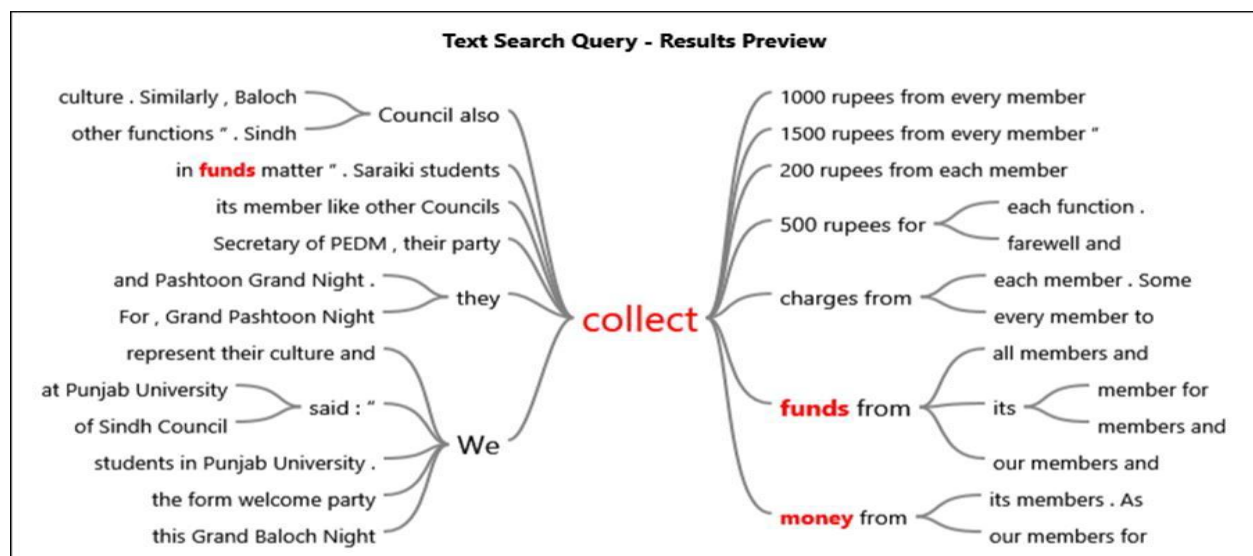 Text Search Query - Results Preview
culture . Similarly , Baloch
other functions “ . Sindh
Council also
in funds matter “ . Saraiki students
its member like other Councils
Secretary of PEDM , their party
and Pashtoon Grand Night .
For , Grand Pashtoon Night
they
represent their culture and
at Punjab University
of Sindh Council
said : “
students in Punjab University .
the form welcome party
this Grand Baloch Night
We
collect
1000 rupees from every member
1500 rupees from every member “
200 rupees from each member
500 rupees for
each function .
farewell and
charges from
each member . Some
every member to
funds from
all members and
its
member for
members and
our members and
money from
its members . As
our members for